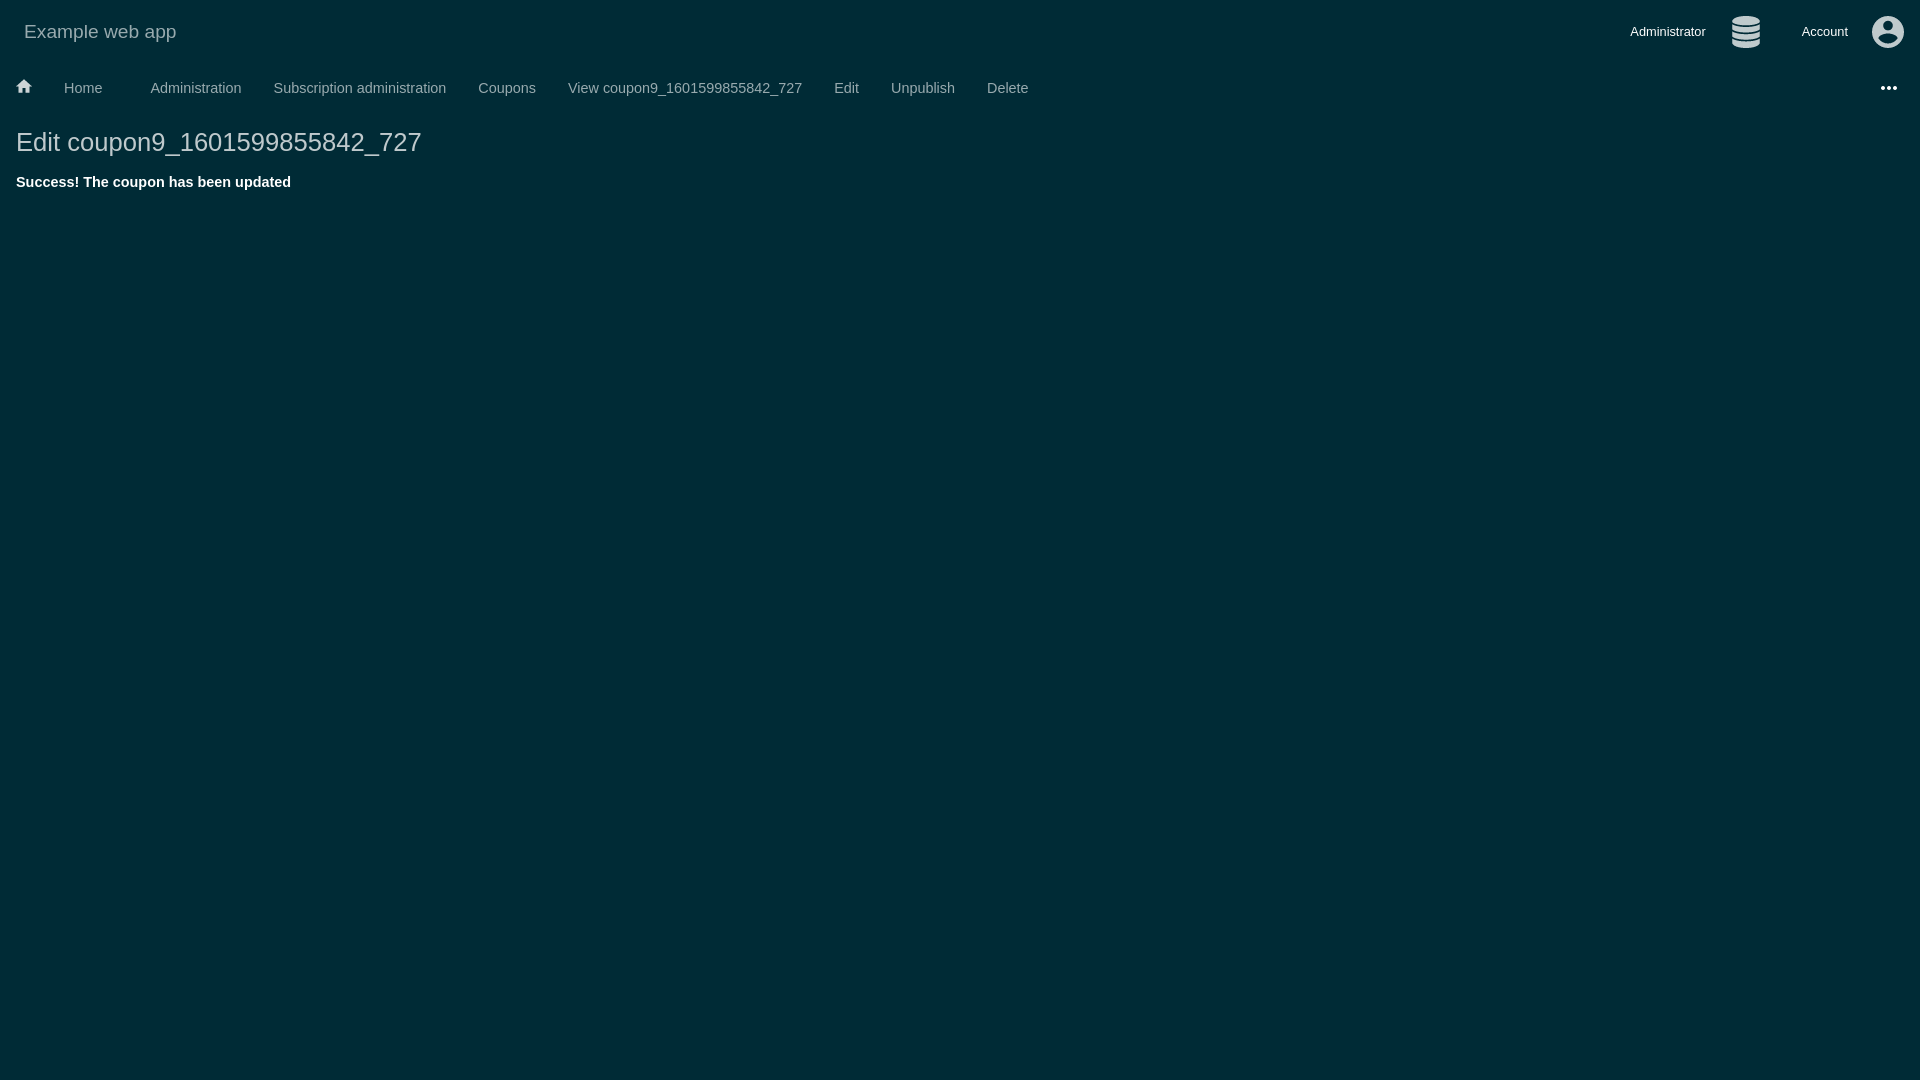 Example web app
Administrator
Account
Home
Administration
Subscription administration
Coupons
View coupon9_1601599855842_727
Edit
Unpublish
Delete
Edit coupon9_1601599855842_727
Success! The coupon has been updated